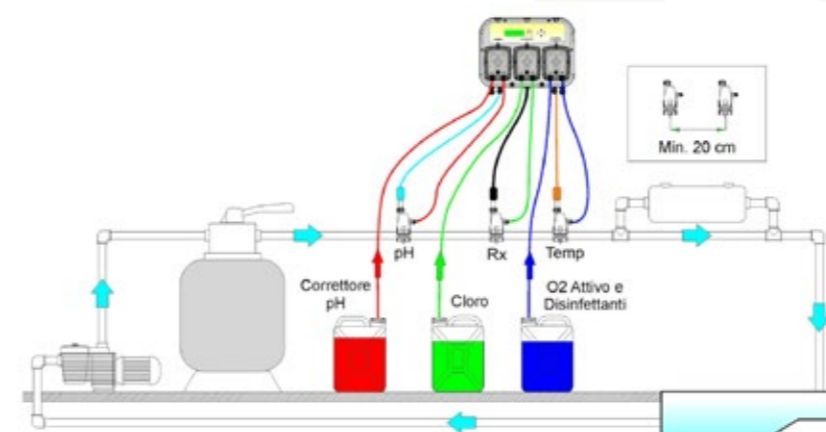 Min. 20 cm
pH
Rx
Temp
Correttore
pH
Cloro
O2 Attivo e
Disinfettanti